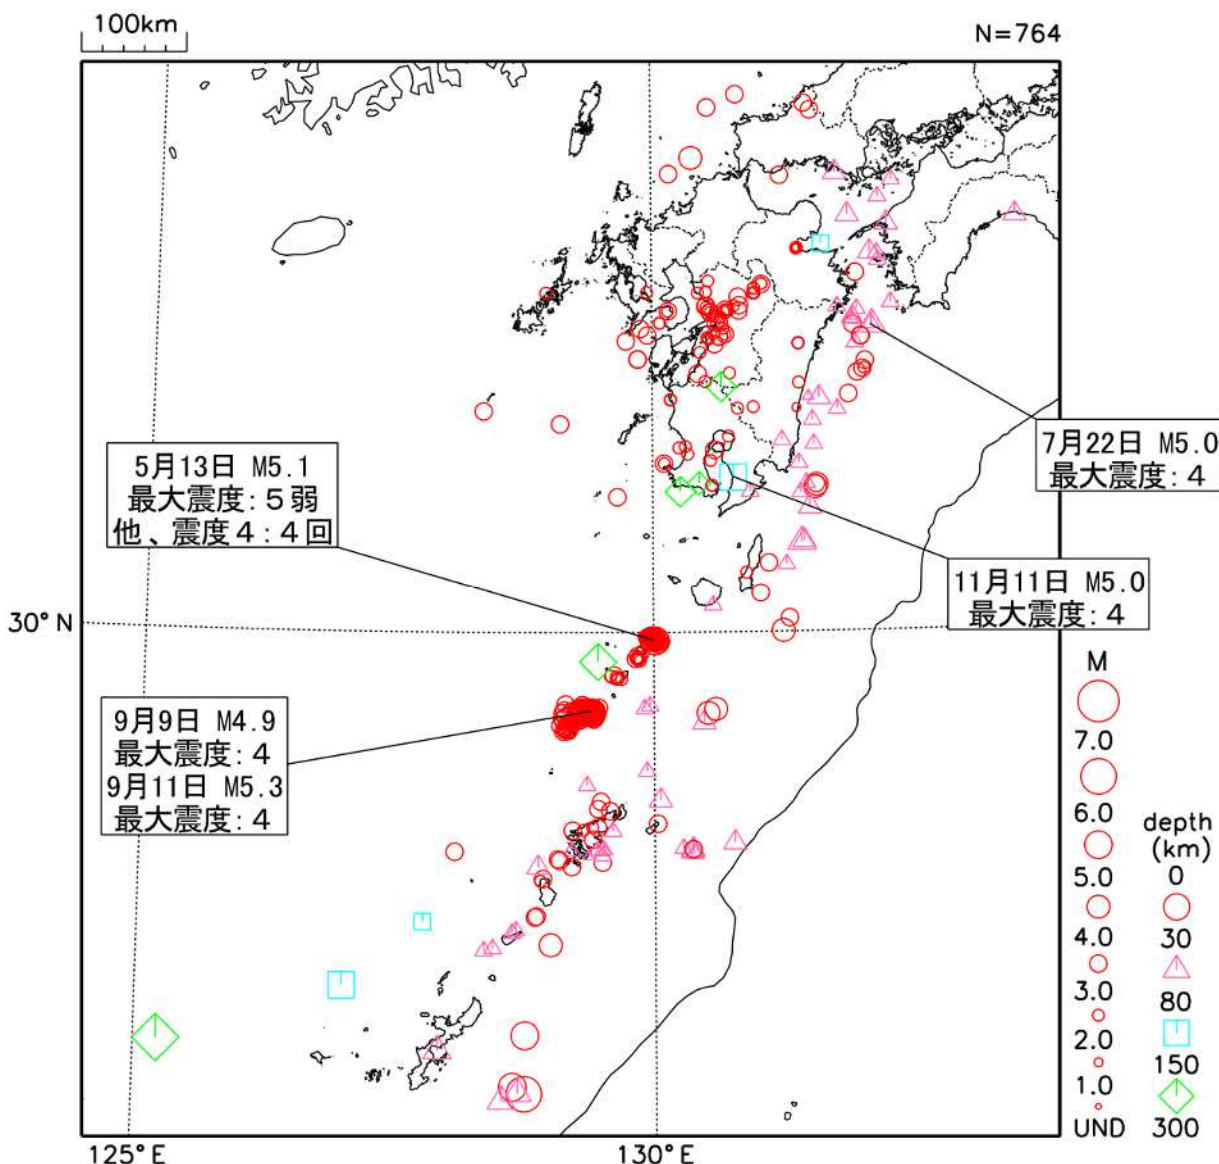 100km
N=764
5月13日 M5.1
最大震度:5弱
他、震度4:4回
7月22日 M5.0
最大震度:4
11月11日 M5.0
最大震度:4
30°N
9月9日 M4.9
最大震度:4
9月11日 M5.3
最大震度:4
M
7.0
6.0
5.0
4.0
3.0
2.0
1.0
UND
depth
(km)
0
30
80
150
300
125°E
130°E